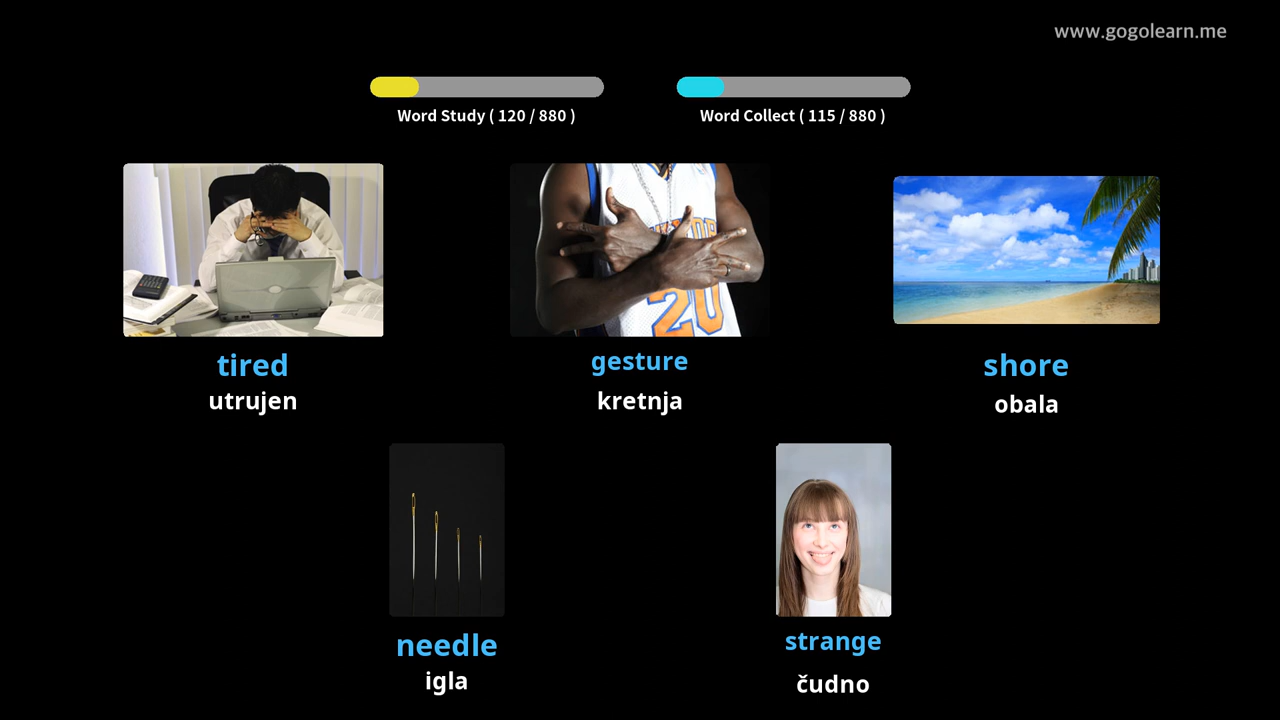 www.gogolearn.me
Word Study ( 120 / 880 )
Word Collect ( 115 / 880 )
20
tired
gesture
shore
utrujen
kretnja
obala
needle
strange
igla
čudno